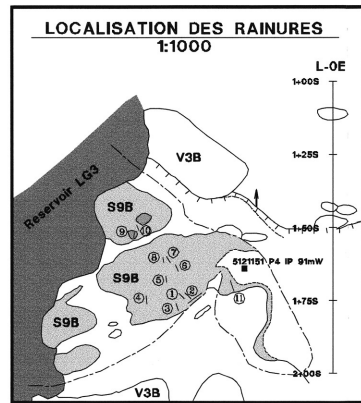 LOCALISATION DES RAINURES
1:1000
L-0E
1+00S
V3B
1+25S
Reservoir LG3
S9B
9 10
1+50S
8 7
6
5121151 P4 IP 91mW
S9B
5
4
1 2
3
11
1+75S
S9B
2+00S
V3B